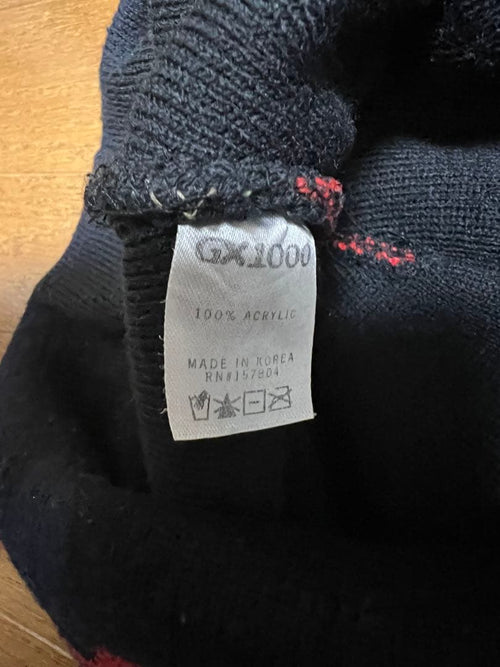 GX1000
100% ACRYLIC
MADE IN KOREA
RN#157904